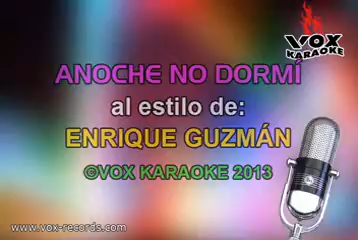 VOX
KARAOKE
ANOCHE NO DORMÍ
al estilo de:
ENRIQUE GUZMÁN
©VOX KARAOKE 2013
www.vox-records.com